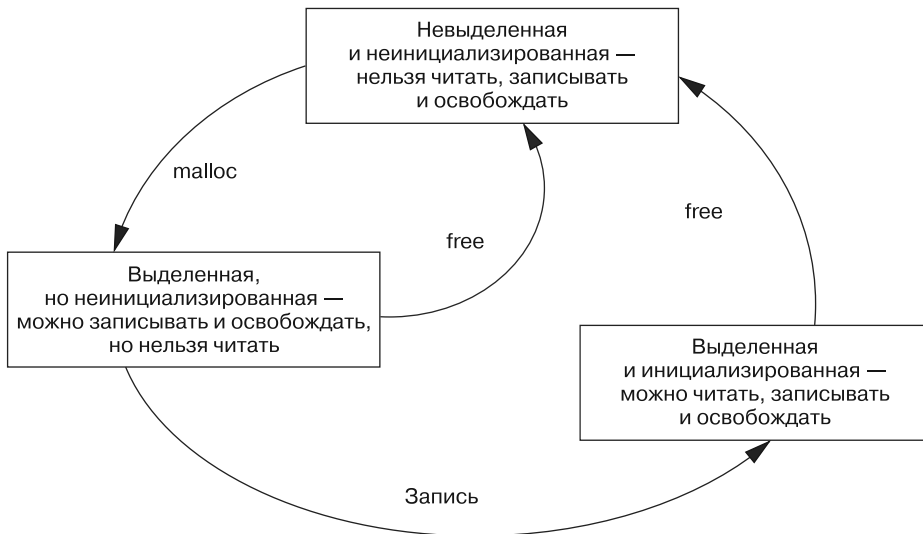 Невыделенная
и неинициализированная —
нельзя читать, записывать
и освобождать
malloc
free
free
Выделенная,
но неинициализированная —
можно записывать и освобождать,
но нельзя читать
Выделенная
и инициализированная —
можно читать, записывать
и освобождать
Запись